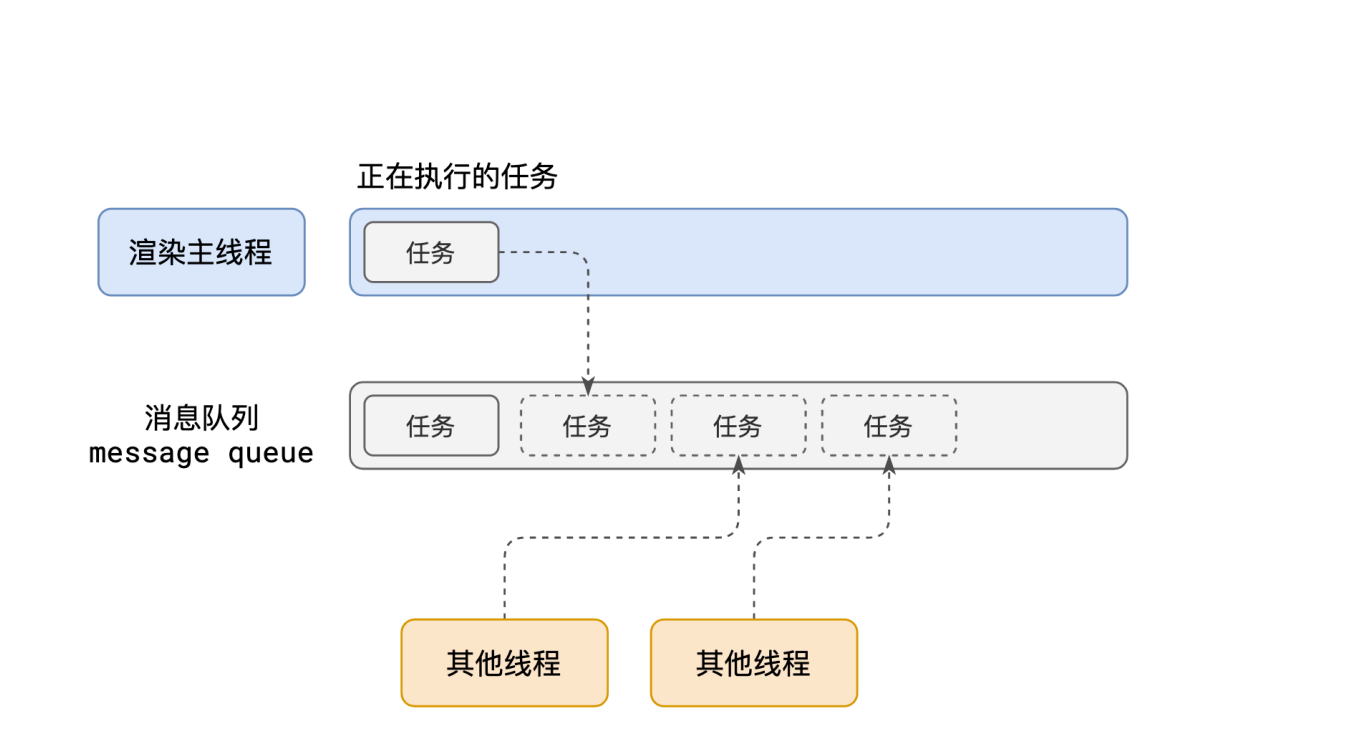 正在执行的任务
渲染主线程
任务
消息队列
message queue
任务
任务
任务
任务
其他线程
其他线程